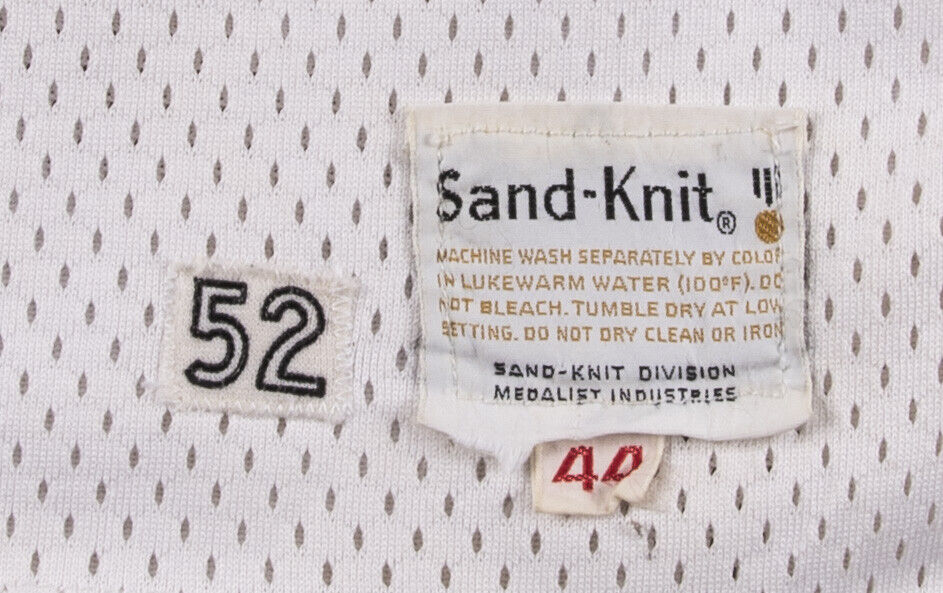 52
Sand-Knit®
MACHINE WASH SEPARATELY BY COLOR
IN LUKEWARM WATER (100°F). DO
NOT BLEACH. TUMBLE DRY AT LOW
SETTING. DO NOT DRY CLEAN OR IRON
SAND-KNIT DIVISION
MEDALIST INDUSTRIES
44